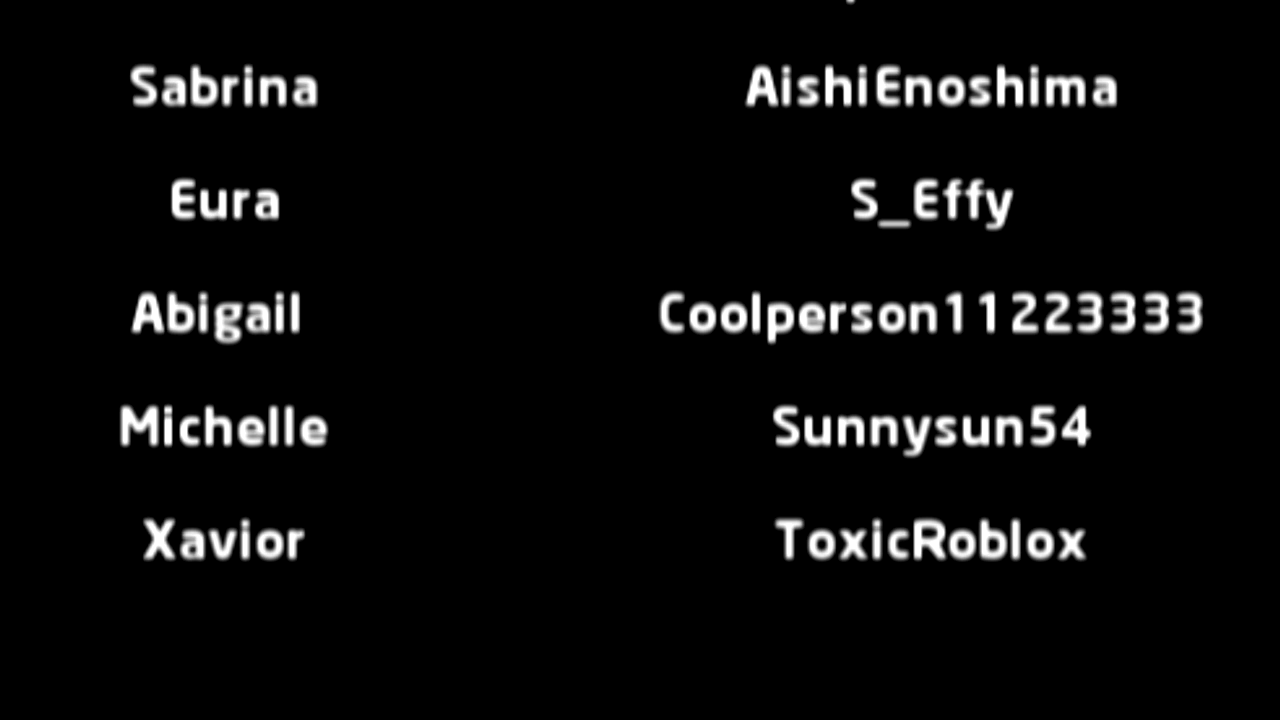 Sabrina AishiEnoshima
Eura S_Effy
Abigail Coolperson11223333
Michelle Sunnysun54
Xavior ToxicRoblox